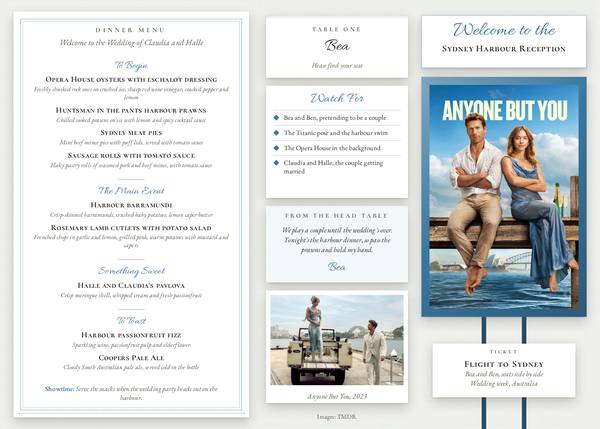 DINNER MENU
Welcome to the Wedding of Claudia and Halle
To Begin
Opera House oysters with eschalot dressing
Freshly shucked rock ones on crushed ice, sharp red wine vinegar, cracked pepper and
lemon
Huntsman in the pants harbour prawns
Chilled cooked prawns on ice with lemon and spicy cocktail sauce
Sydney meat pies
Mini beef mince pies with puff lids, served with tomato sauce
Sausage rolls with tomato sauce
Flaky pastry rolls of seasoned pork and beef mince, with tomato sauce
The Main Event
Harbour barramundi
Crisp-skinned barramundi, crushed baby potato, lemon caper butter
Rosemary lamb cutlets with potato salad
Frenched chops in garlic and lemon, grilled pink, warm potatoes with mustard and
capers
Something Sweet
Halle and Claudia's pavlova
Crisp meringue shell, whipped cream and fresh passionfruit
To Toast
Harbour passionfruit fizz
Sparkling wine, passionfruit pulp and elderflower
Coopers Pale Ale
Cloudy South Australian pale ale, served cold in the bottle
Showtime: Serve the snacks when the wedding party heads out on the
harbour.
TABLE ONE
Bea
Please find your seat
Watch For
Bea and Ben, pretending to be a couple
The Titanic pose and the harbour swim
The Opera House in the background
Claudia and Halle, the couple getting
married
FROM THE HEAD TABLE
We play a couple until the wedding's over.
Tonight's the harbour dinner, so pass the
prawns and hold my hand.
Bea
Anyone But You, 2023
Images: TMDB
Welcome to the
Sydney Harbour Reception
ANYONE BUT YOU
TICKET
Flight to Sydney
Bea and Ben, seats side by side
Wedding week, Australia